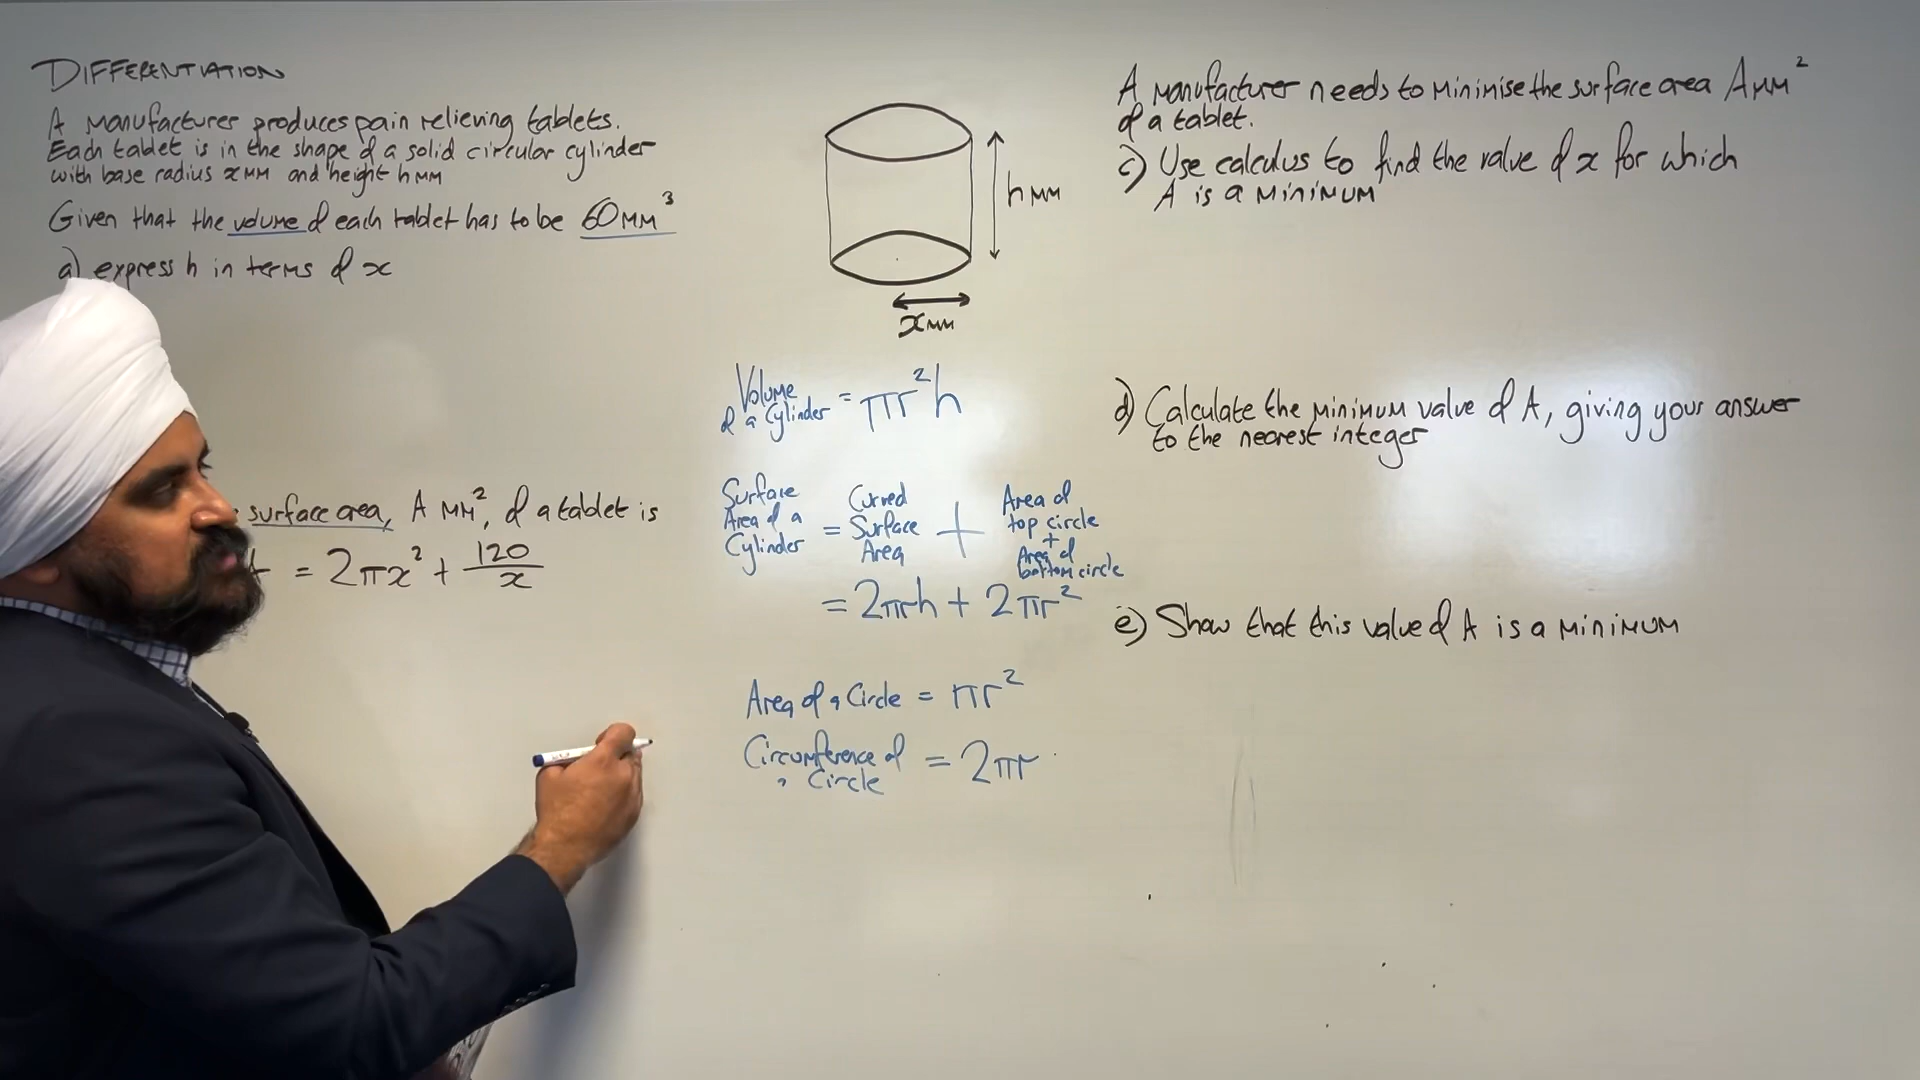 DIFFERENTIATION
A manufacturer produces pain relieving tablets.
Each tablet is in the shape of a solid circular cylinder
with base radius x mm and height h mm
Given that the volume of each tablet has to be 60 mm³
a) express h in terms of x
surface area, A mm², of a tablet is
= 2πx² + 120/x
h mm
x mm
Volume of a Cylinder = πr²h
Surface Area of a Cylinder = Curved Surface Area + Area of top circle + Area of bottom circle
= 2πrh + 2πr²
Area of a Circle = πr²
Circumference of a Circle = 2πr
A manufacturer needs to minimise the surface area A mm²
of a tablet.
c) Use calculus to find the value of x for which
A is a minimum
d) Calculate the minimum value of A, giving your answer
to the nearest integer
e) Show that this value of A is a minimum